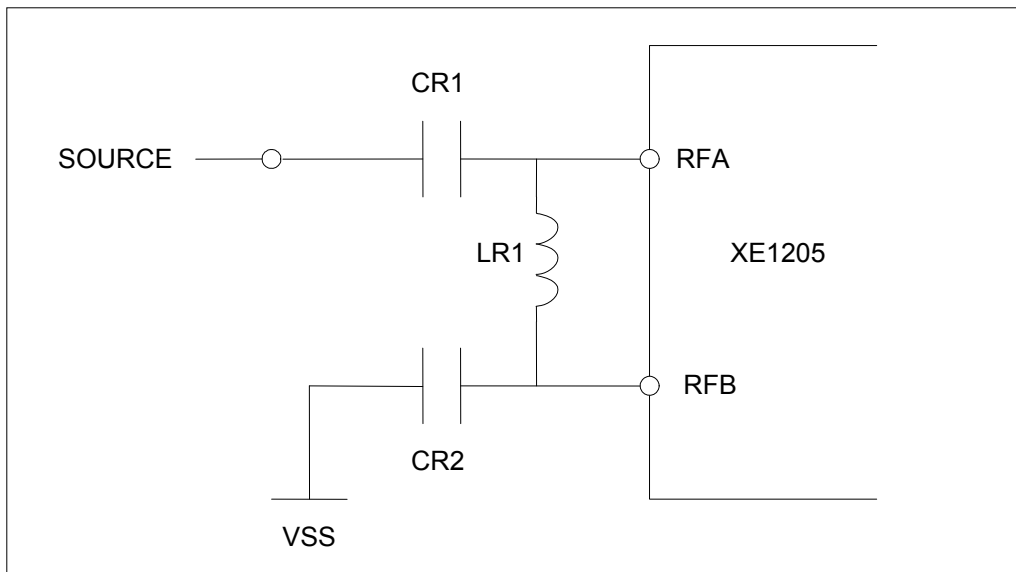 CR1
SOURCE
RFA
LR1
XE1205
RFB
CR2
VSS